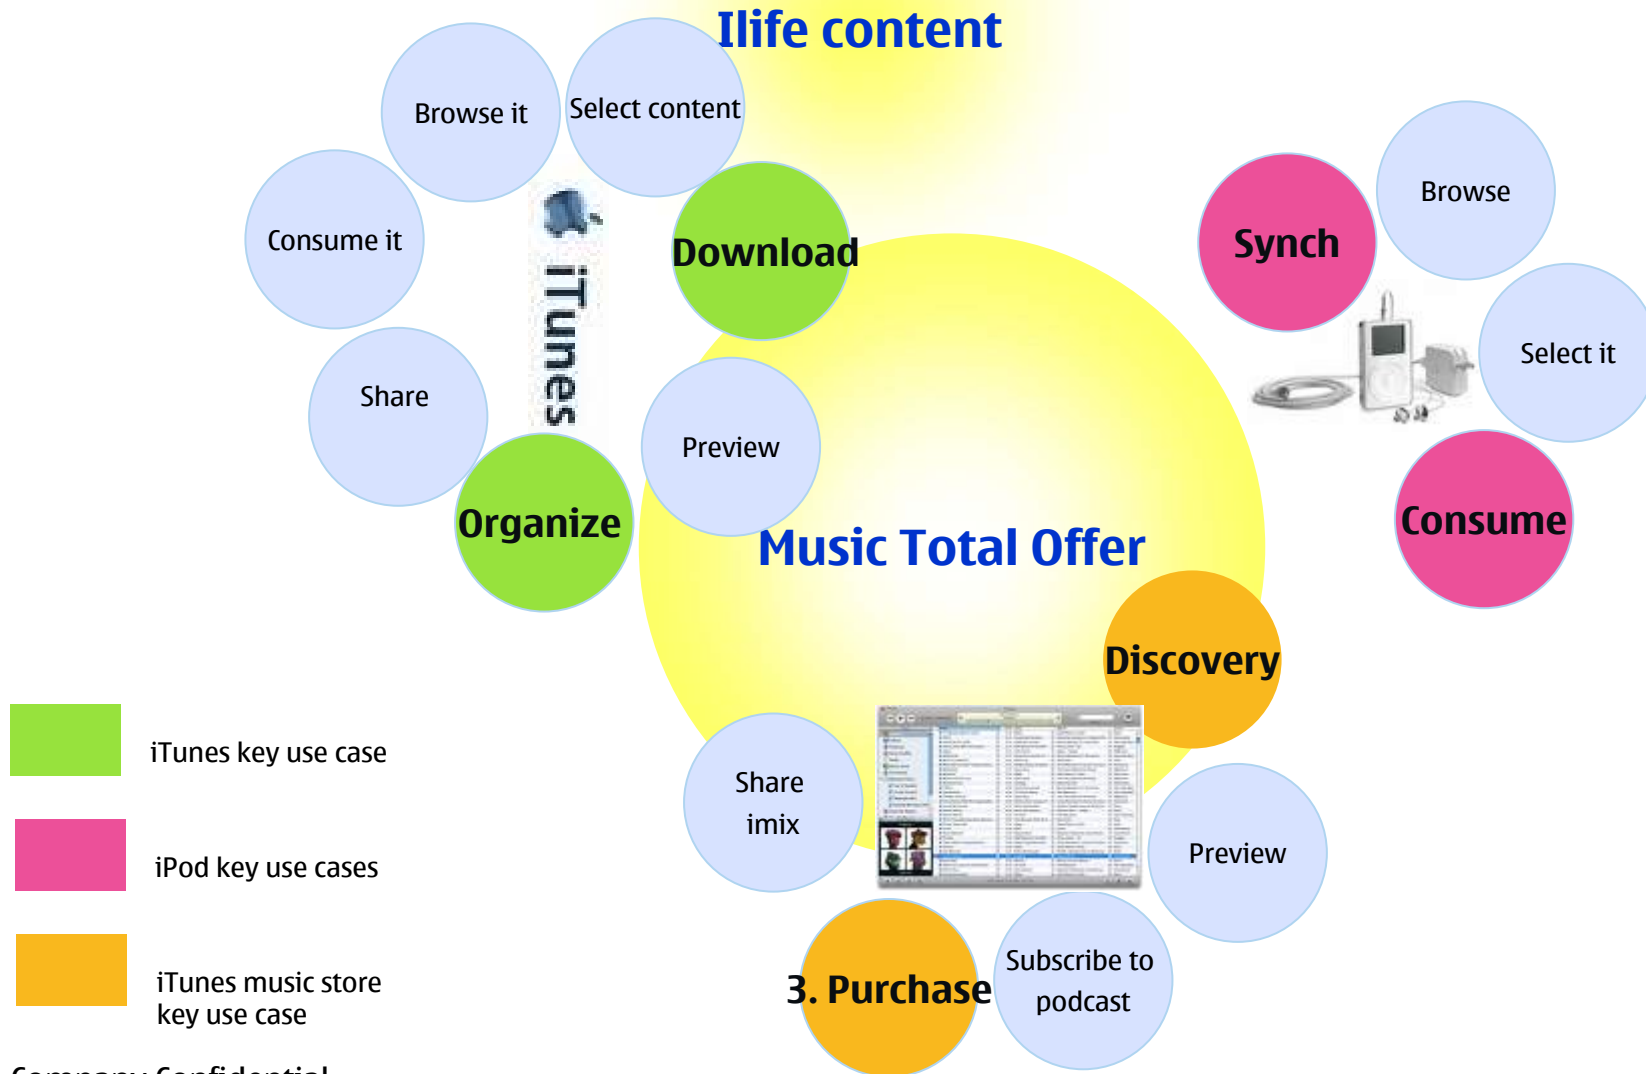 Ilife content
Browse it
Select content
Consume it
Download
Share
iTunes
Preview
Organize
Synch
Browse
Select it
Consume
Music Total Offer
Discovery
Share
imix
Preview
3. Purchase
Subscribe to
podcast
iTunes key use case
iPod key use cases
iTunes music store
key use case
Company Confidential